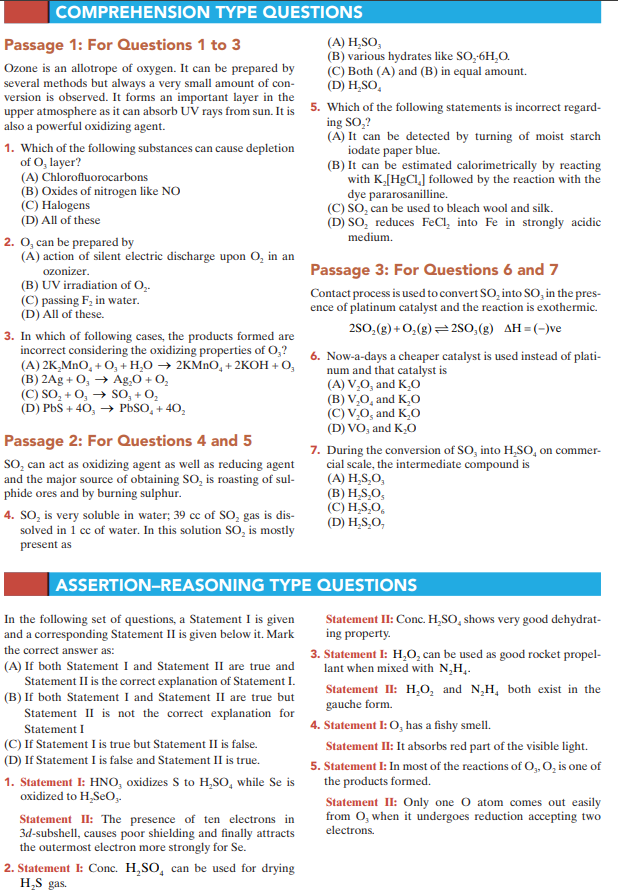 COMPREHENSION TYPE QUESTIONS
Passage 1: For Questions 1 to 3
Ozone is an allotrope of oxygen. It can be prepared by
several methods but always a very small amount of con-
version is observed. It forms an important layer in the
upper atmosphere as it can absorb UV rays from sun. It is
also a powerful oxidizing agent.
1. Which of the following substances can cause depletion
of O₃ layer?
(A) Chlorofluorocarbons
(B) Oxides of nitrogen like NO
(C) Halogens
(D) All of these
2. O₃ can be prepared by
(A) action of silent electric discharge upon O₂ in an
ozonizer.
(B) UV irradiation of O₂.
(C) passing F₂ in water.
(D) All of these.
3. In which of following cases, the products formed are
incorrect considering the oxidizing properties of O₃?
(A) 2K₂MnO₄ + O₃ + H₂O → 2KMnO₄ + 2KOH + O₂
(B) 2Ag + O₃ → Ag₂O + O₂
(C) SO₂ + O₃ → SO₃ + O₂
(D) PbS + 4O₃ → PbSO₄ + 4O₂
Passage 2: For Questions 4 and 5
SO₂ can act as oxidizing agent as well as reducing agent
and the major source of obtaining SO₂ is roasting of sul-
phide ores and by burning sulphur.
4. SO₂ is very soluble in water; 39 cc of SO₂ gas is dis-
solved in 1 cc of water. In this solution SO₂ is mostly
present as
(A) H₂SO₃
(B) various hydrates like SO₂·6H₂O.
(C) Both (A) and (B) in equal amount.
(D) H₂SO₄
5. Which of the following statements is incorrect regard-
ing SO₂?
(A) It can be detected by turning of moist starch
iodate paper blue.
(B) It can be estimated calorimetrically by reacting
with K₂[HgCl₄] followed by the reaction with the
dye pararosanilline.
(C) SO₂ can be used to bleach wool and silk.
(D) SO₂ reduces FeCl₃ into Fe in strongly acidic
medium.
Passage 3: For Questions 6 and 7
Contact process is used to convert SO₂ into SO₃ in the pres-
ence of platinum catalyst and the reaction is exothermic.
2SO₂(g) + O₂(g) ⇌ 2SO₃(g) ΔH = (−)ve
6. Now-a-days a cheaper catalyst is used instead of plati-
num and that catalyst is
(A) V₂O₃ and K₂O
(B) V₂O₄ and K₂O
(C) V₂O₅ and K₂O
(D) VO₃ and K₂O
7. During the conversion of SO₃ into H₂SO₄ on commer-
cial scale, the intermediate compound is
(A) H₂S₂O₃
(B) H₂S₂O₅
(C) H₂S₂O₆
(D) H₂S₂O₇
ASSERTION–REASONING TYPE QUESTIONS
In the following set of questions, a Statement I is given
and a corresponding Statement II is given below it. Mark
the correct answer as:
(A) If both Statement I and Statement II are true and
Statement II is the correct explanation of Statement I.
(B) If both Statement I and Statement II are true but
Statement II is not the correct explanation for
Statement I
(C) If Statement I is true but Statement II is false.
(D) If Statement I is false and Statement II is true.
1. Statement I: HNO₃ oxidizes S to H₂SO₄ while Se is
oxidized to H₂SeO₃.
Statement II: The presence of ten electrons in
3d-subshell, causes poor shielding and finally attracts
the outermost electron more strongly for Se.
2. Statement I: Conc. H₂SO₄ can be used for drying
H₂S gas.
Statement II: Conc. H₂SO₄ shows very good dehydrat-
ing property.
3. Statement I: H₂O₂ can be used as good rocket propel-
lant when mixed with N₂H₄.
Statement II: H₂O₂ and N₂H₄ both exist in the
gauche form.
4. Statement I: O₃ has a fishy smell.
Statement II: It absorbs red part of the visible light.
5. Statement I: In most of the reactions of O₃, O₂ is one of
the products formed.
Statement II: Only one O atom comes out easily
from O₃ when it undergoes reduction accepting two
electrons.